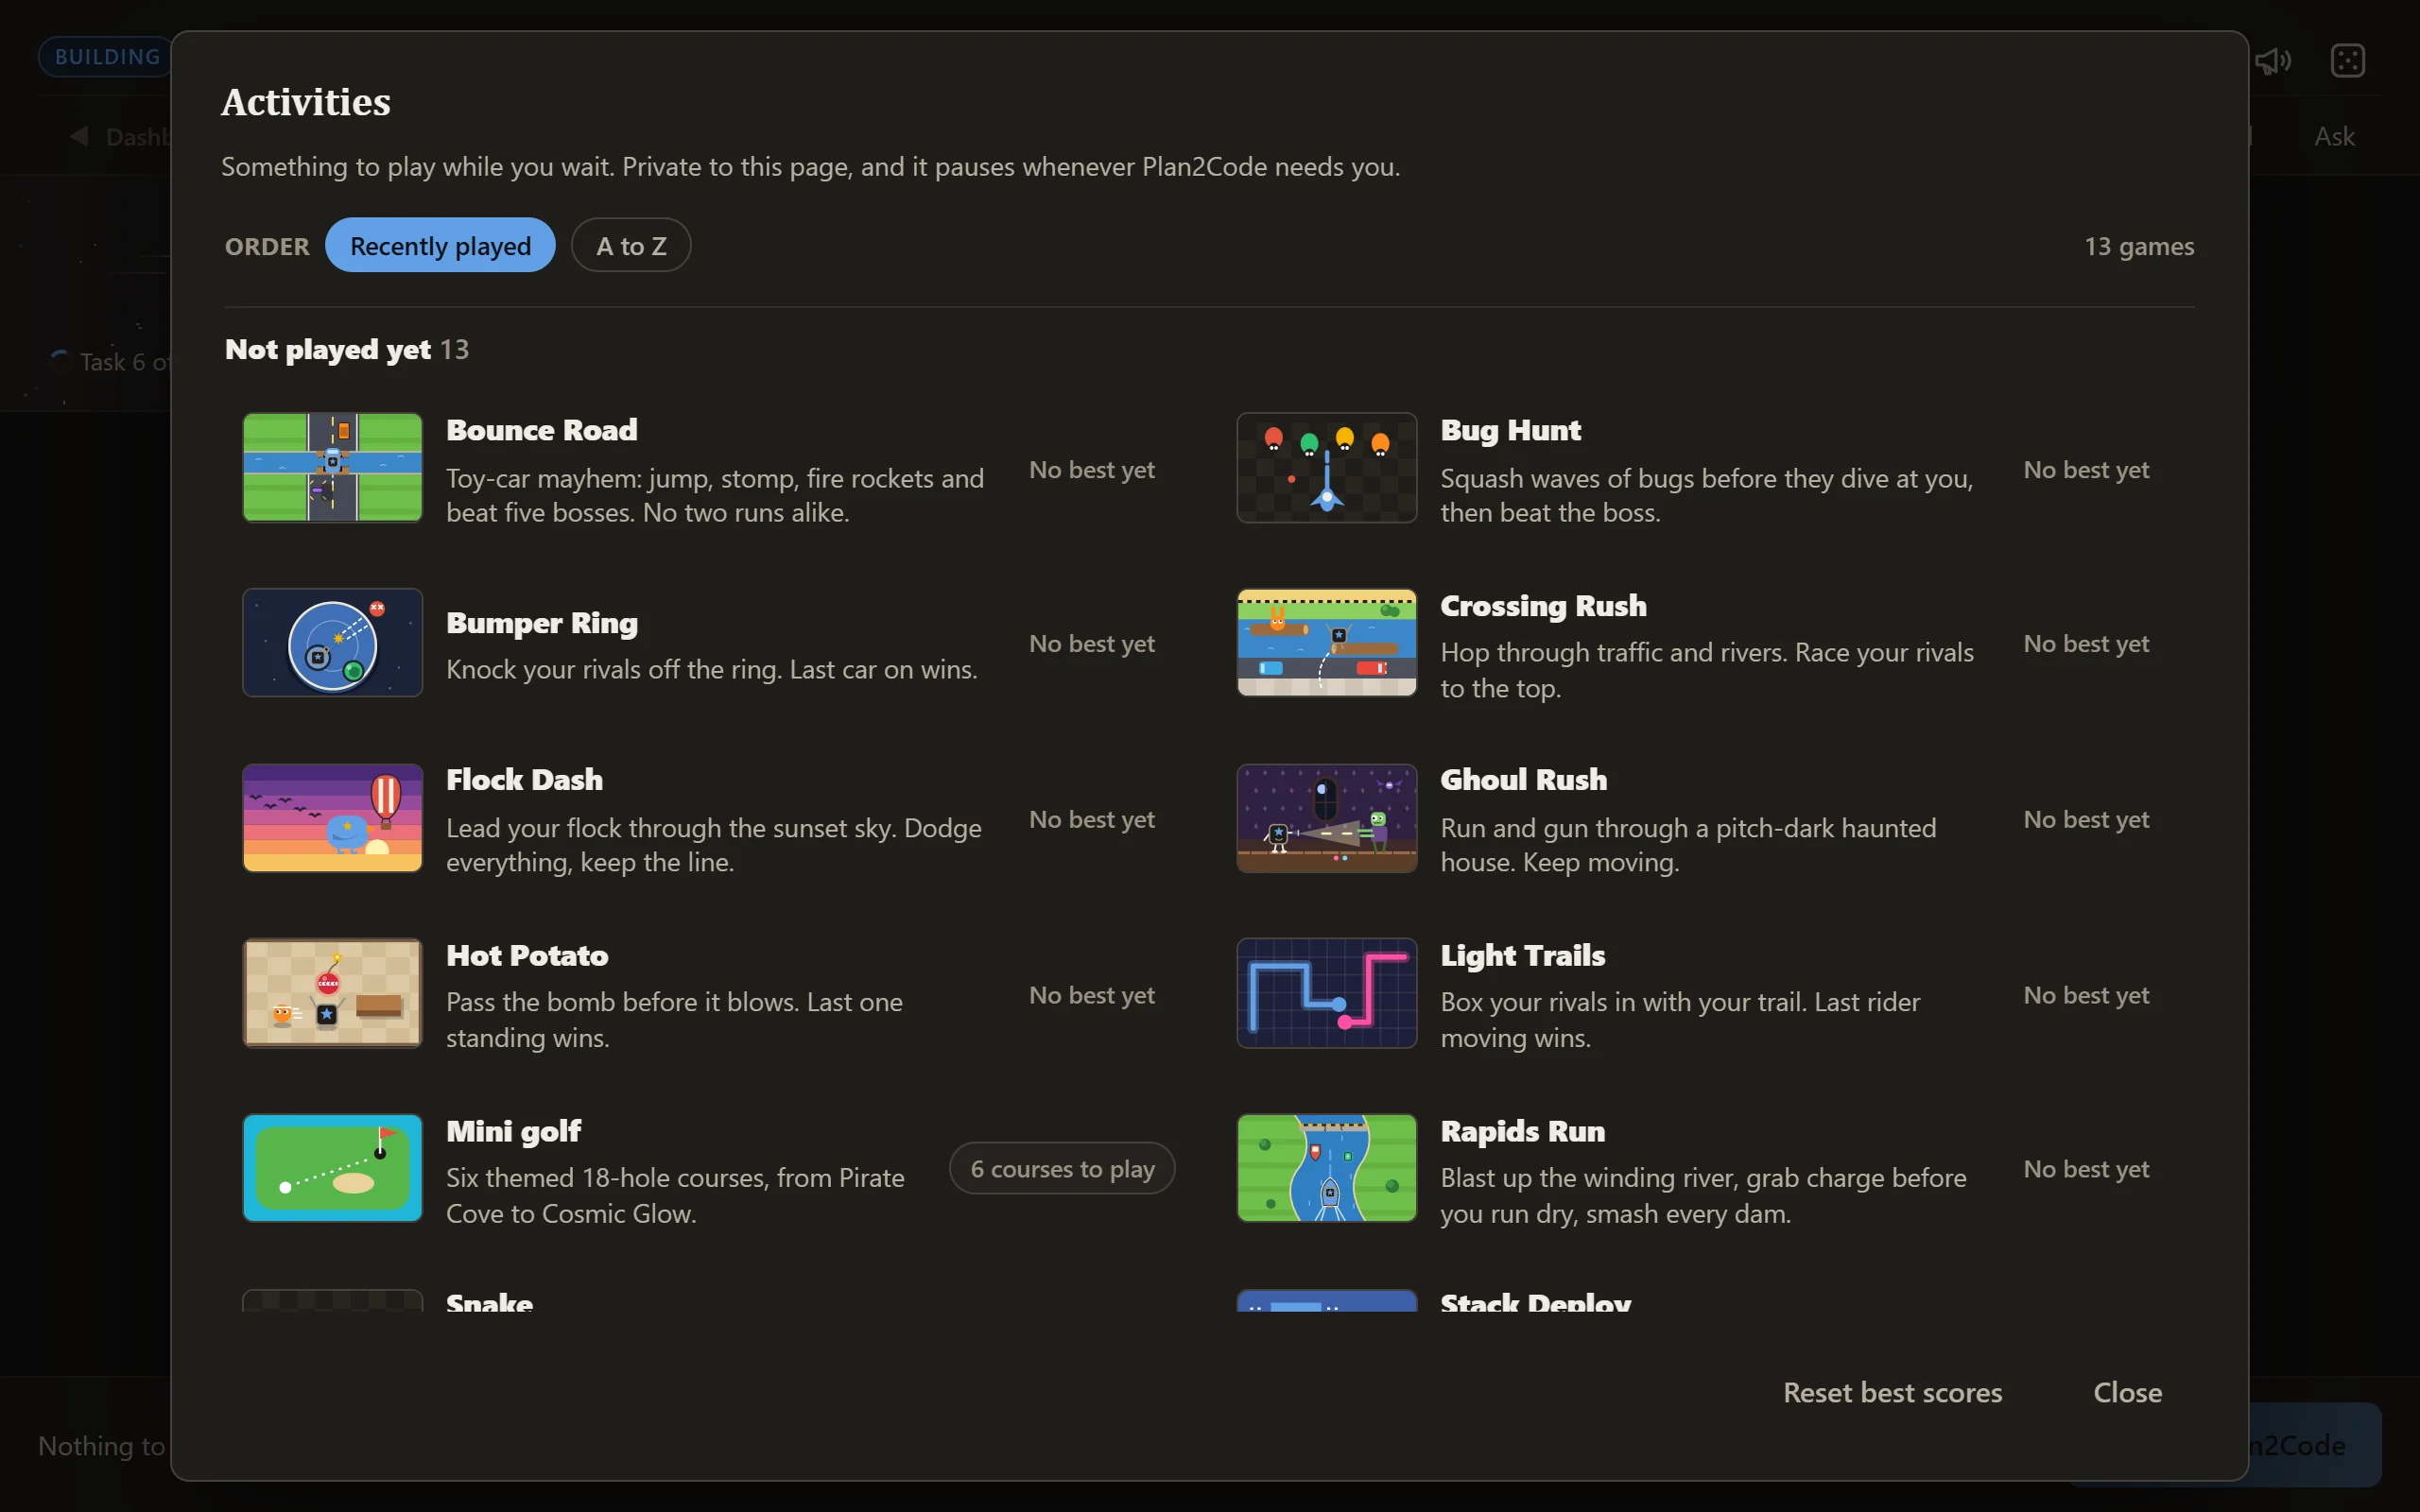 BUILDING
Activities
Something to play while you wait. Private to this page, and it pauses whenever Plan2Code needs you.
ORDER Recently played A to Z 13 games
Dashb
Ask
Not played yet 13
Task 6 of
Bounce Road
Toy-car mayhem: jump, stomp, fire rockets and
beat five bosses. No two runs alike.
No best yet
Bug Hunt
Squash waves of bugs before they dive at you,
then beat the boss.
No best yet
Bumper Ring
Knock your rivals off the ring. Last car on wins.
No best yet
Crossing Rush
Hop through traffic and rivers. Race your rivals
to the top.
No best yet
Flock Dash
Lead your flock through the sunset sky. Dodge
everything, keep the line.
No best yet
Ghoul Rush
Run and gun through a pitch-dark haunted
house. Keep moving.
No best yet
Hot Potato
Pass the bomb before it blows. Last one
standing wins.
No best yet
Light Trails
Box your rivals in with your trail. Last rider
moving wins.
No best yet
Mini golf
Six themed 18-hole courses, from Pirate
Cove to Cosmic Glow.
6 courses to play
Rapids Run
Blast up the winding river, grab charge before
you run dry, smash every dam.
No best yet
Snake
Stack Deploy
Reset best scores Close
Nothing to
n2Code